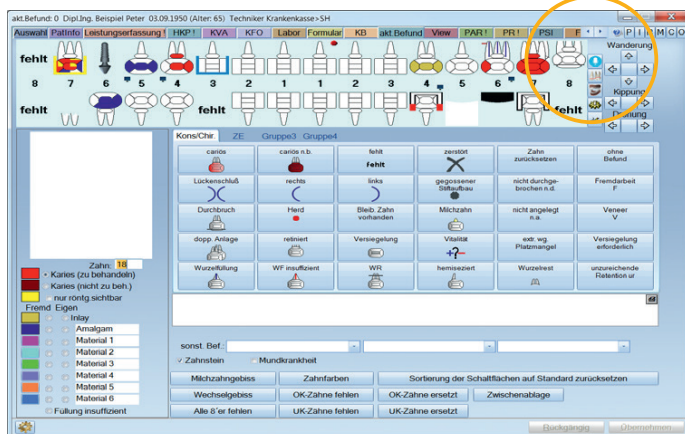 akt.Befund: 0 Dipl.Ing. Beispiel Peter 03.09.1950 (Alter: 65) Techniker Krankenkasse>SH
Auswahl PatInfo Leistungserfassung ! HKP ! KVA KFO Labor Formular KB akt.Befund View PAR ! PR ! PSI F P I C M C O
Wanderung
fehlt
8 7 6 5 4 3 2 1 1 2 3 4 5 6 7 8
Kippung
fehlt fehlt fehlt
Drehung
Kons/Chir. ZE Gruppe3 Gruppe4
cariös cariös n.b. fehlt zerstört Zahn zurücksetzen ohne Befund
fehlt
Lückenschluß rechts links gegossener Stiftaufbau nicht durchge- brochen n.d. Fremdarbeit F
Durchbruch Herd Bleib. Zahn vorhanden Milchzahn nicht angelegt n.a. Veneer V
dopp. Anlage retiniert Versiegelung Vitalität extr. wg. Platzmangel Versiegelung erforderlich
+?-
Wurzelfüllung WF insuffizient WR hemiseziert Wurzelrest unzureichende Retention ur
Zahn: 18
Karies (zu behandeln)
Karies (nicht zu beh.)
nur röntg.sichtbar
Fremd Eigen
Inlay
Amalgam
Material 1
Material 2
Material 3
Material 4
Material 5
Material 6
Füllung insuffizient
sonst. Bef.:
Zahnstein Mundkrankheit
Milchzahngebiss Zahnfarben Sortierung der Schaltflächen auf Standard zurücksetzen
Wechselgebiss OK-Zähne fehlen OK-Zähne ersetzt Zwischenablage
Alle 8´er fehlen UK-Zähne fehlen UK-Zähne ersetzt
Rückgängig Übernehmen